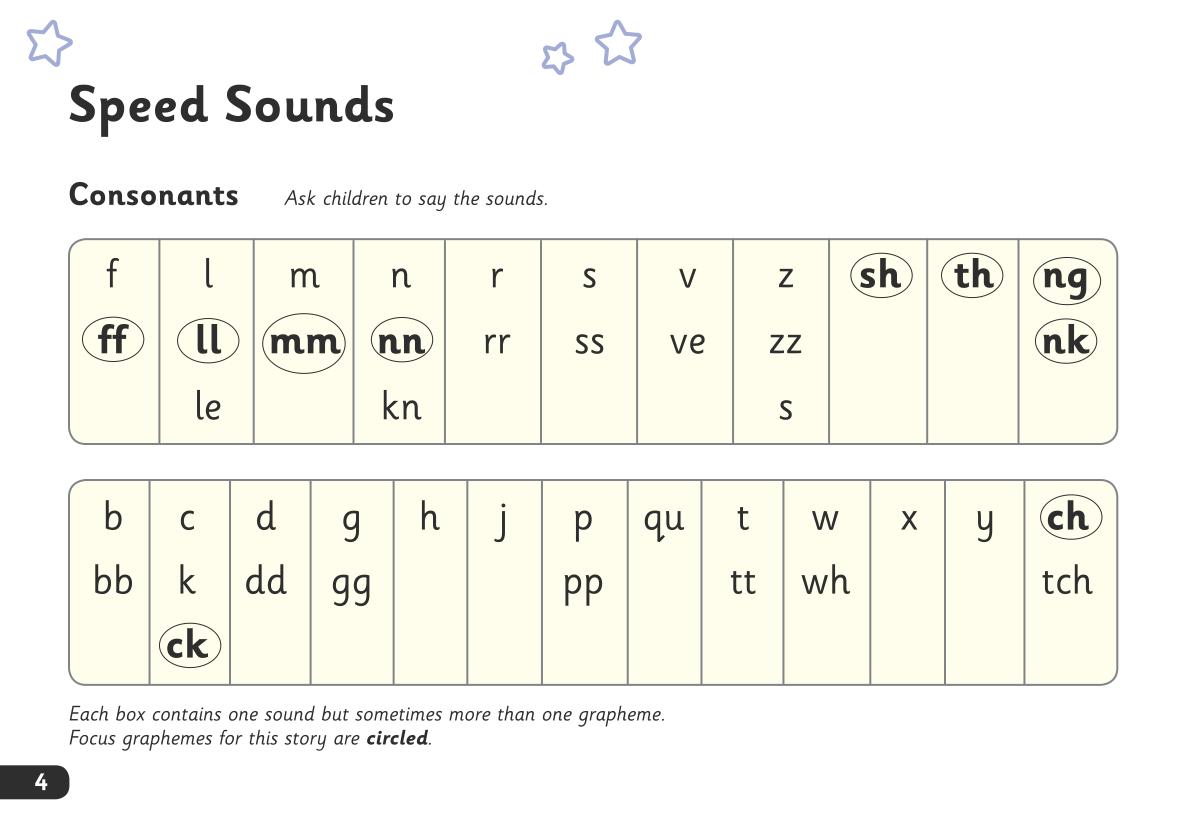 Speed Sounds
Consonants Ask children to say the sounds.
f l m n r s v z sh th ng
ff ll mm nn rr ss ve zz nk
le kn s
b c d g h j p qu t w x y ch
bb k dd gg pp tt wh tch
ck
Each box contains one sound but sometimes more than one grapheme.
Focus graphemes for this story are circled.
4